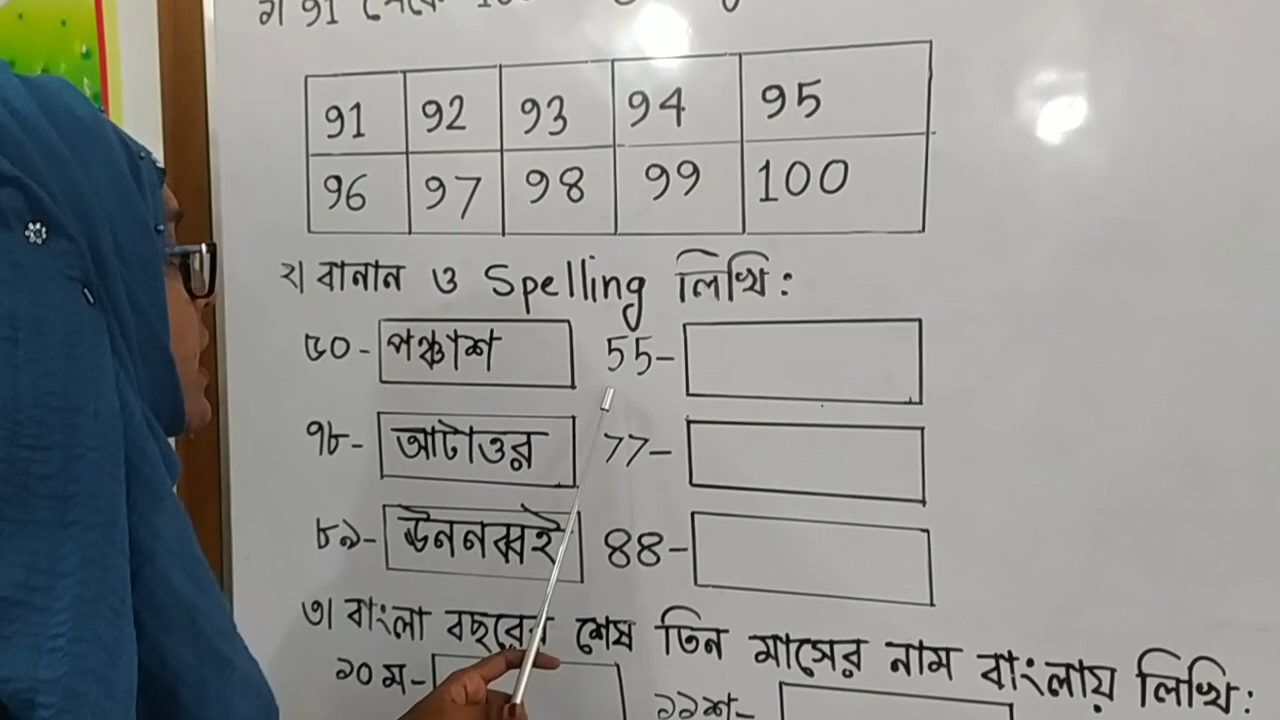 ৯১ থেকে 100
91 92 93 94 95
96 97 98 99 100
২। বানান ও Spelling লিখি:
৫০- পঞ্চাশ 55-
৭৮- আটাত্তর 77-
৮৯- ঊননব্বই 88-
৩। বাংলা বছরের শেষ তিন মাসের নাম বাংলায় লিখি:
১০ম- ১১শ-